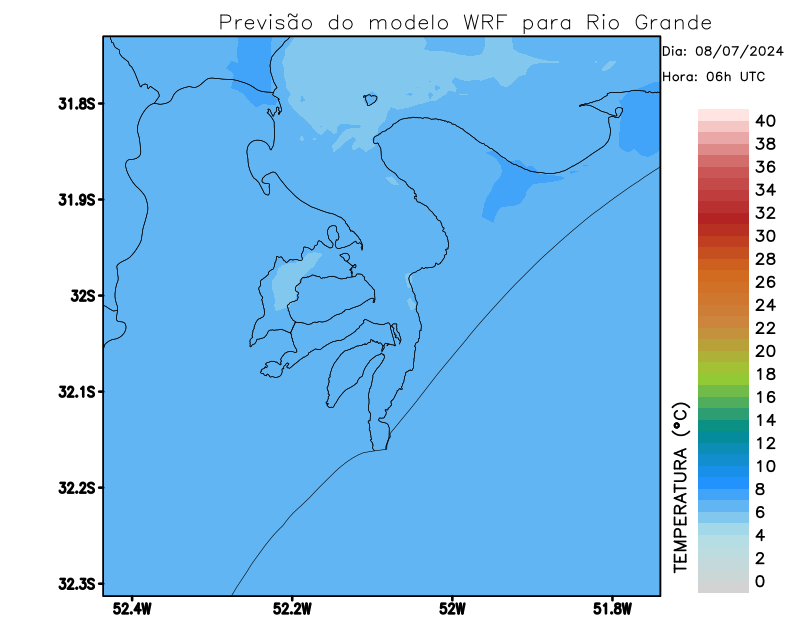 Previsão do modelo WRF para Rio Grande
Dia: 08/07/2024
Hora: 06h UTC
31.8S
31.9S
32S
32.1S
32.2S
32.3S
52.4W
52.2W
52W
51.8W
TEMPERATURA (°C)
40
38
36
34
32
30
28
26
24
22
20
18
16
14
12
10
8
6
4
2
0